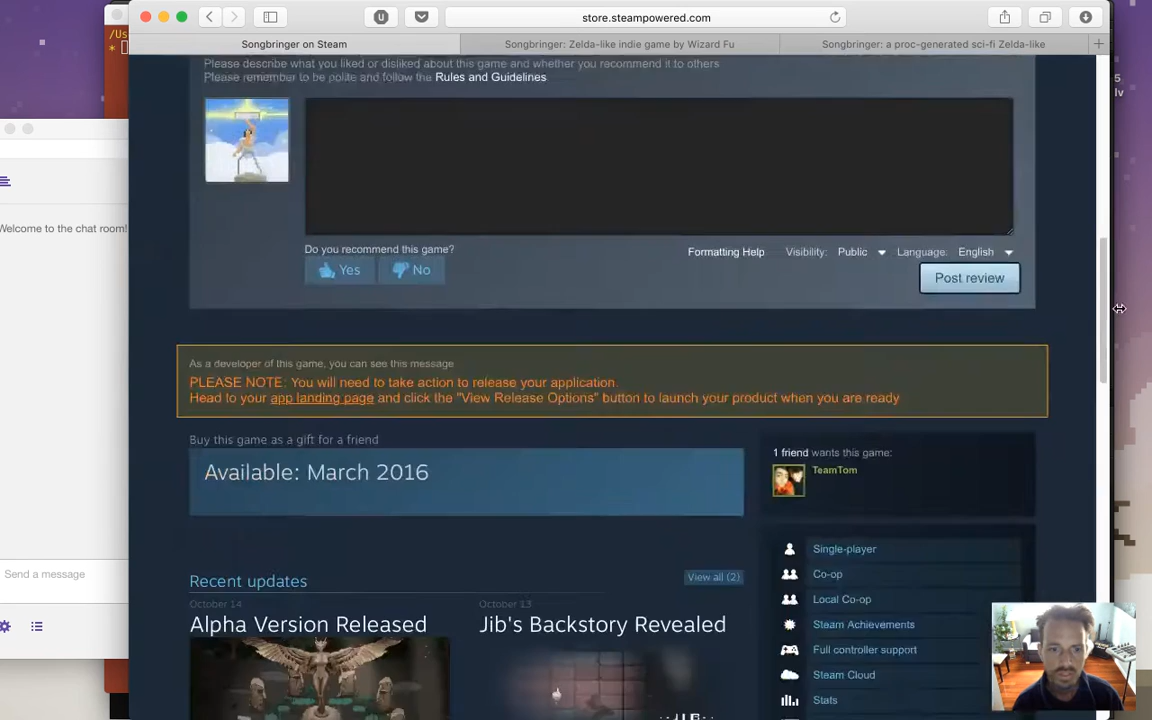 /Us
*
store.steampowered.com
Songbringer on Steam
Songbringer: Zelda-like indie game by Wizard Fu
Songbringer: a proc-generated sci-fi Zelda-like
Please describe what you liked or disliked about this game and whether you recommend it to others
Please remember to be polite and follow the Rules and Guidelines
Do you recommend this game?
Yes
No
Formatting Help
Visibility: Public
Language: English
Post review
As a developer of this game, you can see this message
PLEASE NOTE: You will need to take action to release your application.
Head to your app landing page and click the "View Release Options" button to launch your product when you are ready
Buy this game as a gift for a friend
Available: March 2016
1 friend wants this game:
TeamTom
Recent updates
View all (2)
October 14
Alpha Version Released
October 13
Jib's Backstory Revealed
Single-player
Co-op
Local Co-op
Steam Achievements
Full controller support
Steam Cloud
Stats
Welcome to the chat room!
Send a message
5
lv